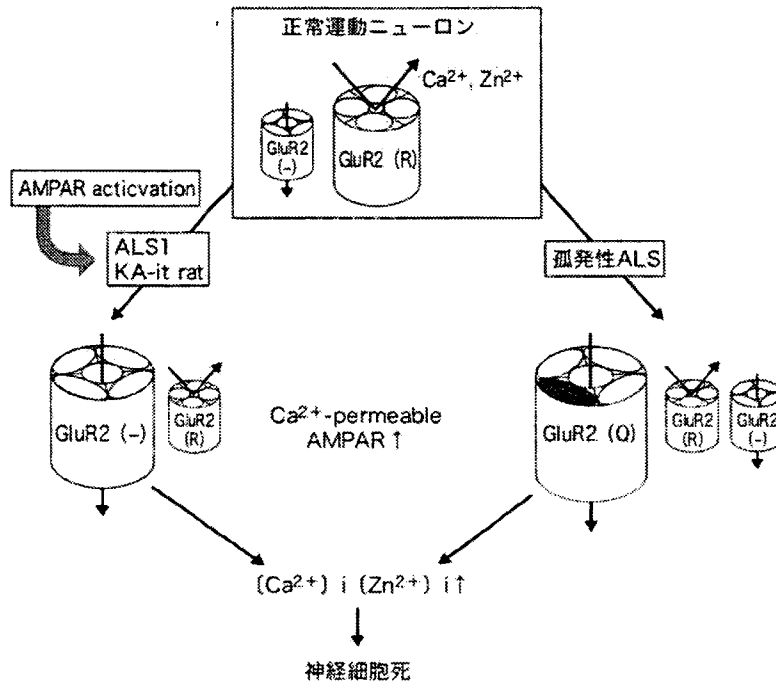 正常運動ニューロン
Ca²⁺, Zn²⁺
GluR2
(−)
GluR2 (R)
AMPAR acticvation
ALS1
KA-it rat
孤発性ALS
GluR2 (−)
GluR2
(R)
Ca²⁺-permeable
AMPAR↑
GluR2 (Q)
GluR2
(R)
GluR2
(−)
〔Ca²⁺〕i〔Zn²⁺〕i↑
神経細胞死